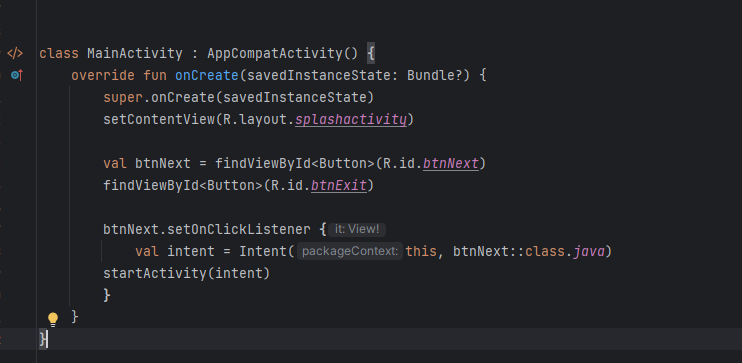 class MainActivity : AppCompatActivity() {
override fun onCreate(savedInstanceState: Bundle?) {
super.onCreate(savedInstanceState)
setContentView(R.layout.splashactivity)
val btnNext = findViewById<Button>(R.id.btnNext)
findViewById<Button>(R.id.btnExit)
btnNext.setOnClickListener { it: View!
val intent = Intent( packageContext: this, btnNext::class.java)
startActivity(intent)
}
}
}